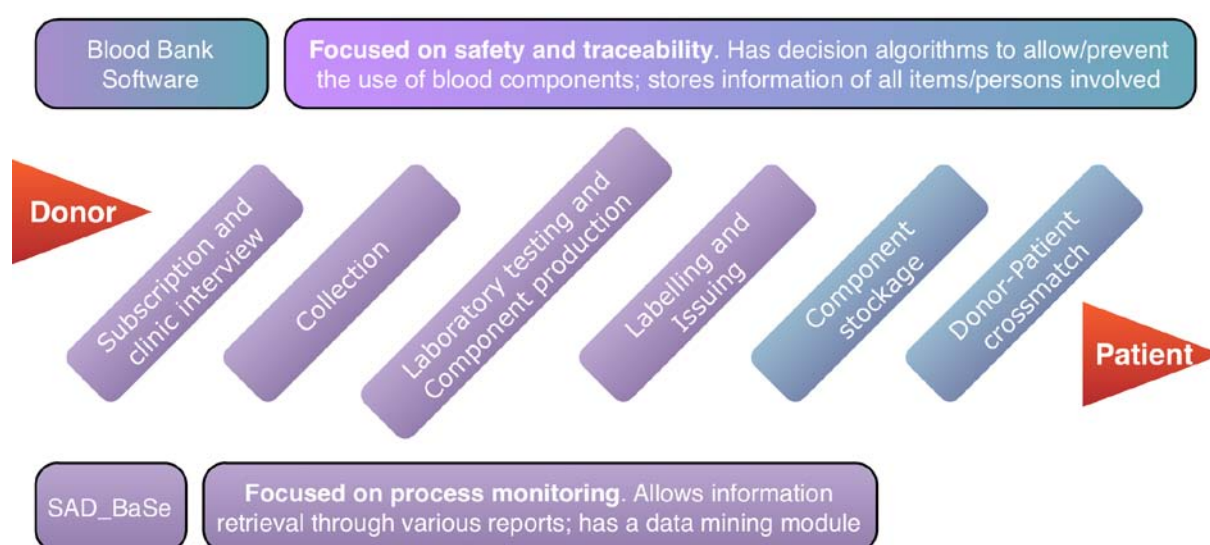 Blood Bank
Software
Focused on safety and traceability. Has decision algorithms to allow/prevent
the use of blood components; stores information of all items/persons involved
Donor
Subscription and
clinic interview
Collection
Laboratory testing and
Component production
Labelling and
Issuing
Component
stockage
Donor-Patient
crossmatch
Patient
SAD_BaSe
Focused on process monitoring. Allows information
retrieval through various reports; has a data mining module